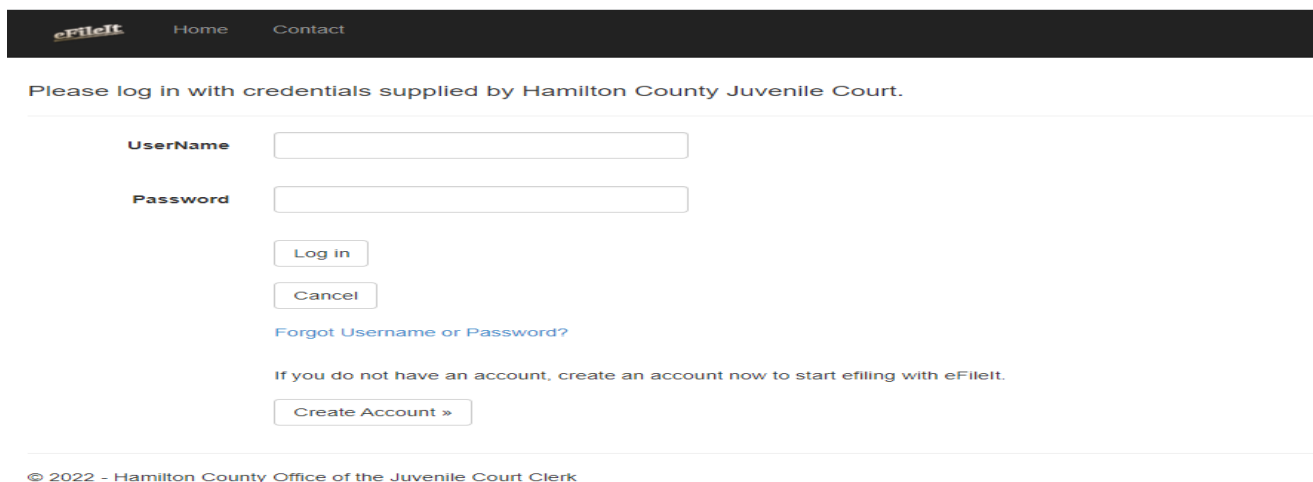 eFileIt Home Contact
Please log in with credentials supplied by Hamilton County Juvenile Court.
UserName
Password
Log in
Cancel
Forgot Username or Password?
If you do not have an account, create an account now to start efiling with eFileIt.
Create Account »
© 2022 - Hamilton County Office of the Juvenile Court Clerk